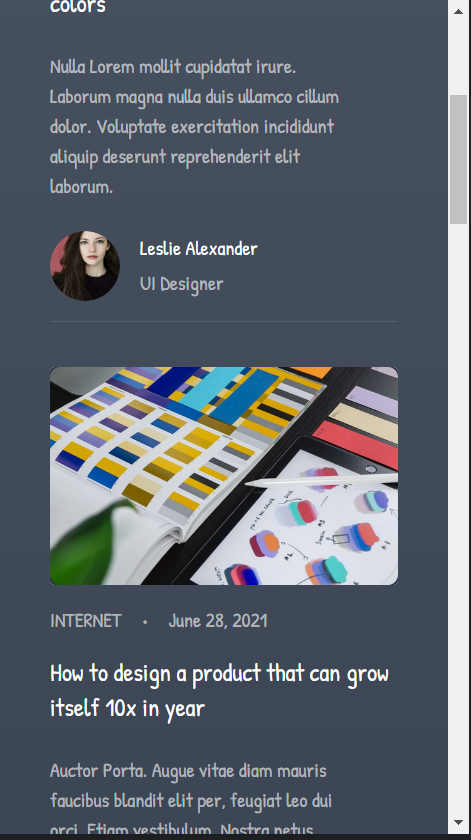 colors
Nulla Lorem mollit cupidatat irure.
Laborum magna nulla duis ullamco cillum
dolor. Voluptate exercitation incididunt
aliquip deserunt reprehenderit elit
laborum.
Leslie Alexander
UI Designer
INTERNET • June 28, 2021
How to design a product that can grow
itself 10x in year
Auctor Porta. Augue vitae diam mauris
faucibus blandit elit per, feugiat leo dui
orci. Etiam vestibulum. Nostra netus